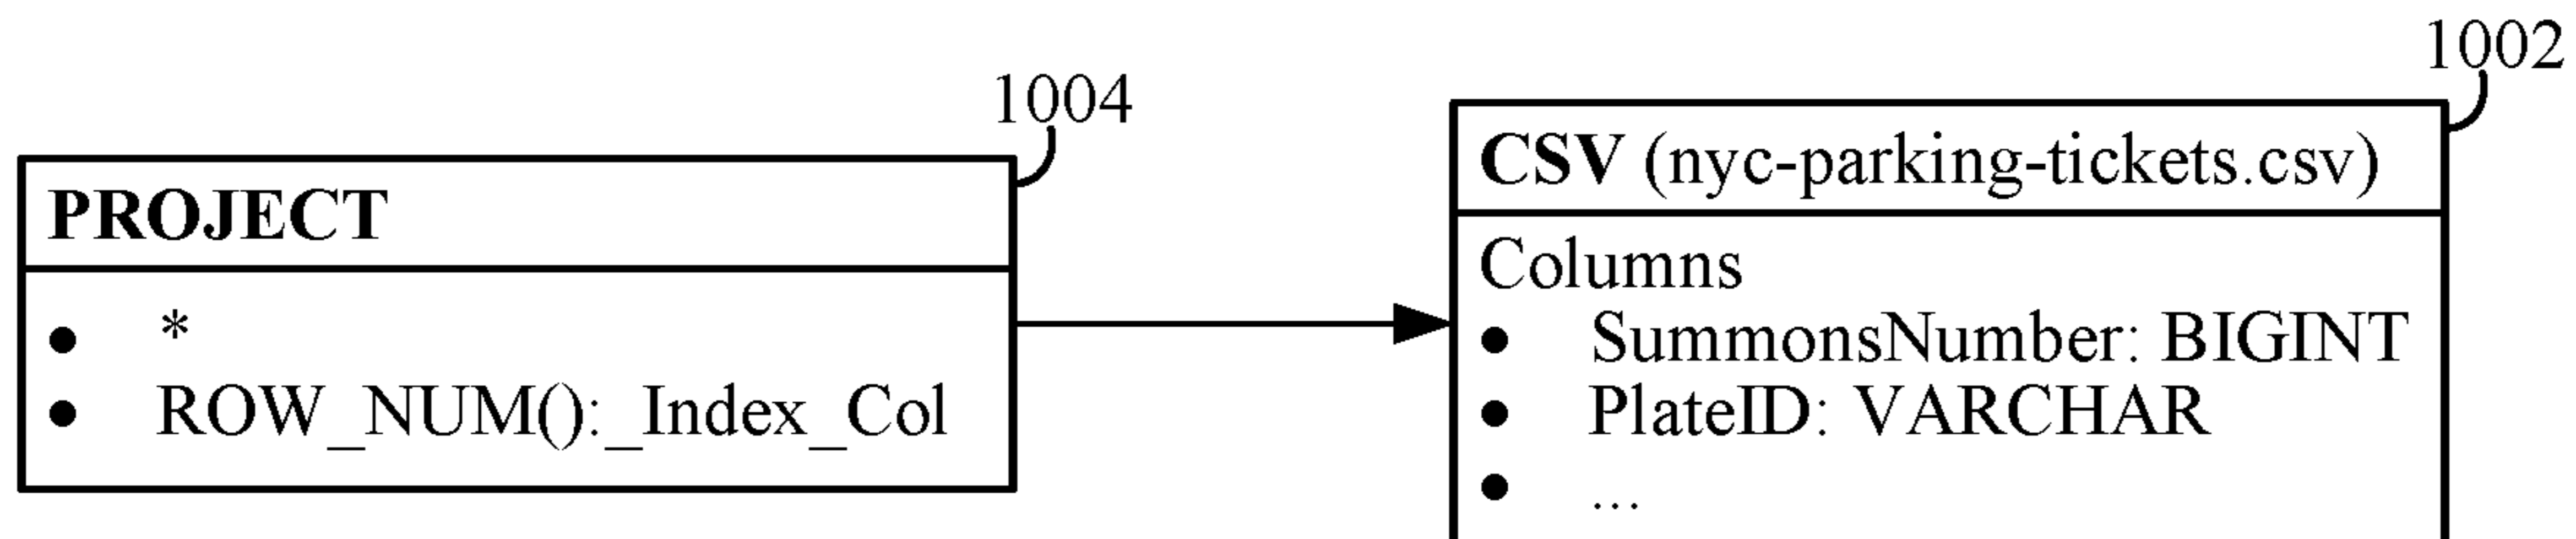 1004
PROJECT
• *
• ROW_NUM():_Index_Col
1002
CSV (nyc-parking-tickets.csv)
Columns
• SummonsNumber: BIGINT
• PlateID: VARCHAR
• ...